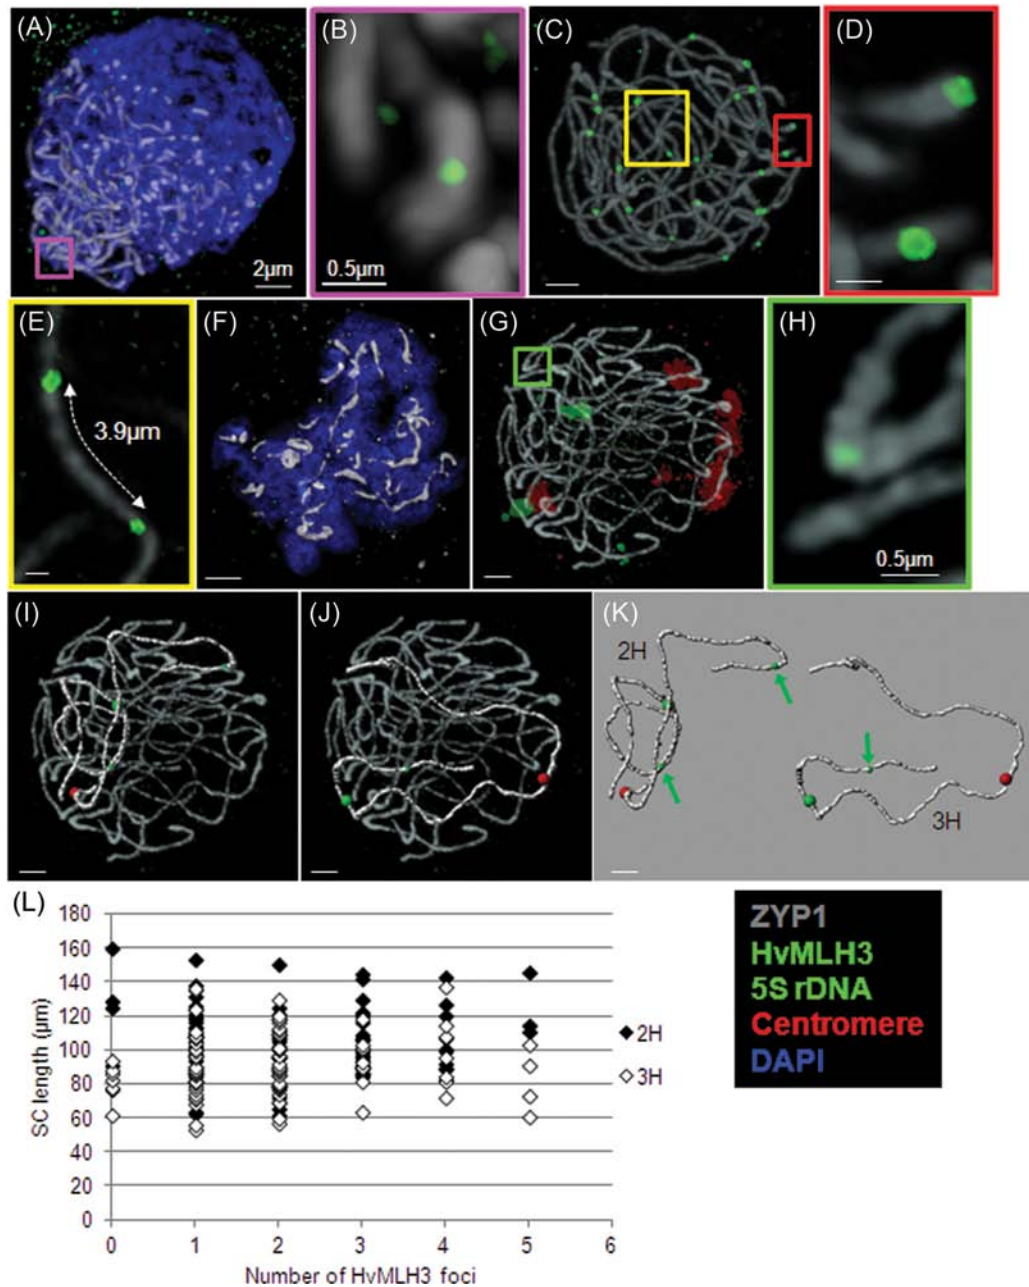 (A)
2μm
(B)
0.5μm
(C)
(D)
(E)
3.9μm
(F)
(G)
(H)
0.5μm
(I)
(J)
(K)
2H
3H
(L)
180
160
140
120
100
80
60
40
20
0
SC length (μm)
0 1 2 3 4 5 6
Number of HvMLH3 foci
2H
3H
ZYP1
HvMLH3
5S rDNA
Centromere
DAPI